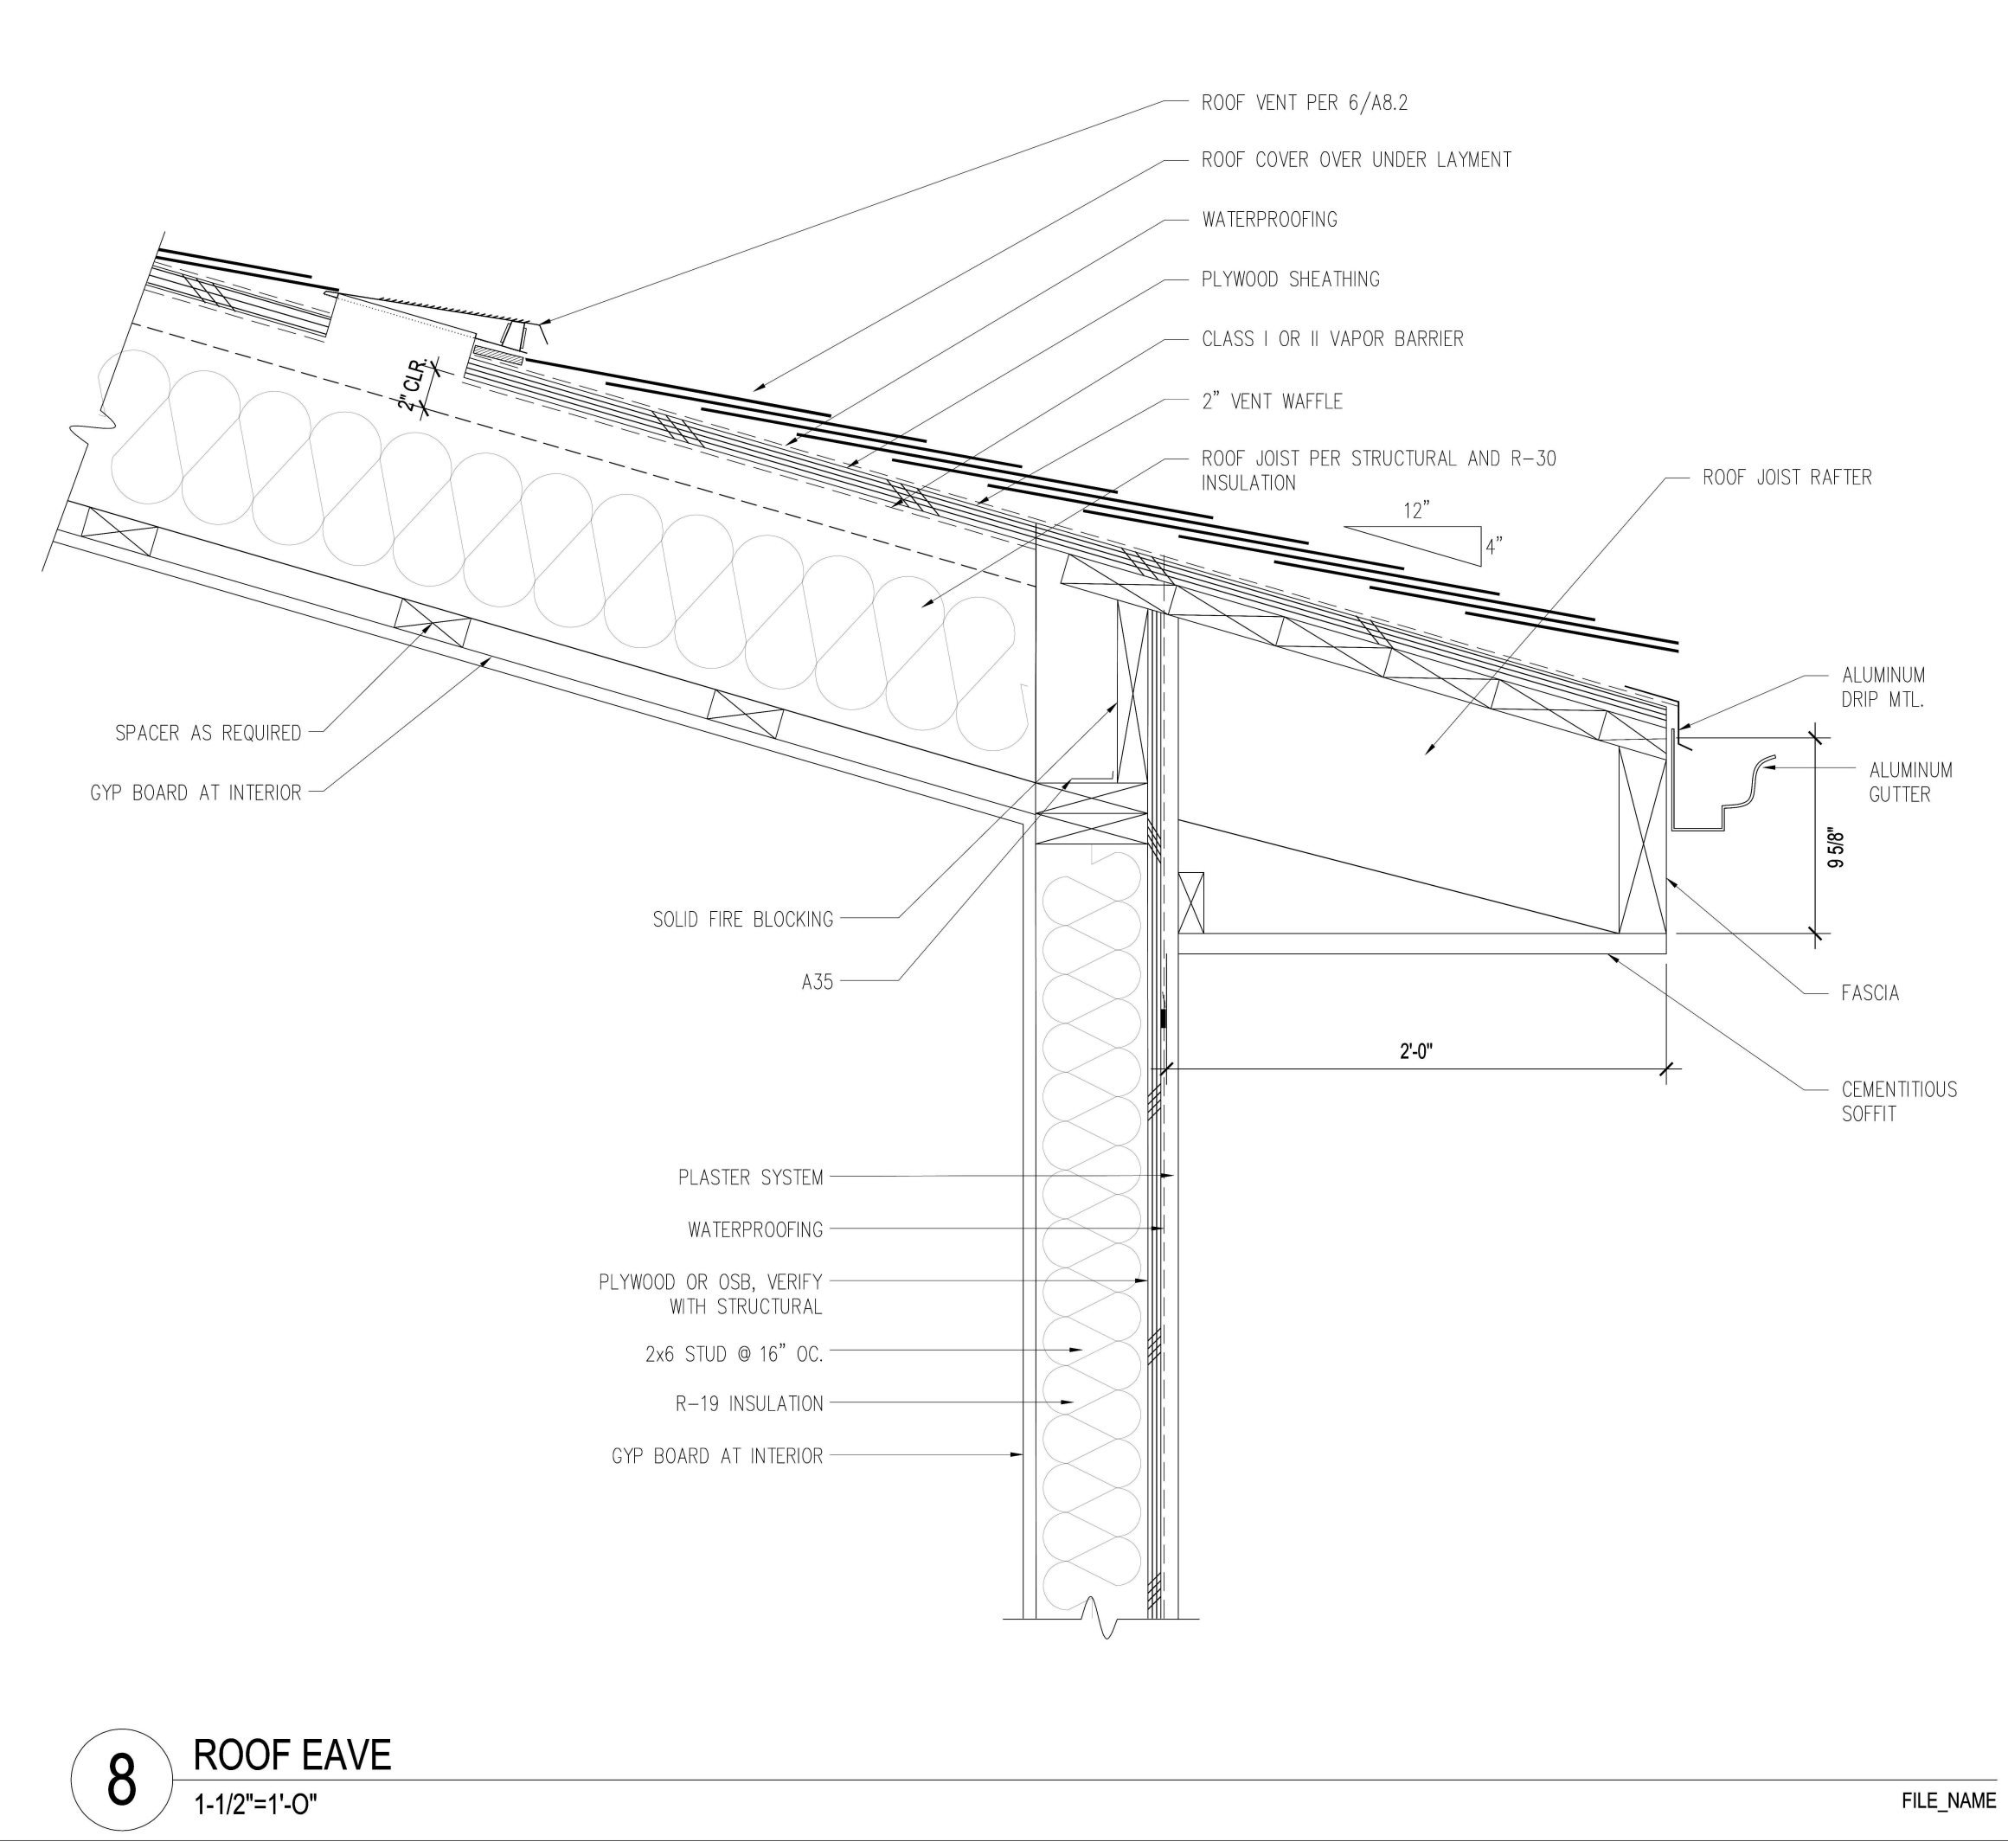 ROOF VENT PER 6/A8.2
ROOF COVER OVER UNDER LAYMENT
WATERPROOFING
PLYWOOD SHEATHING
CLASS I OR II VAPOR BARRIER
2" VENT WAFFLE
ROOF JOIST PER STRUCTURAL AND R-30
INSULATION
ROOF JOIST RAFTER
12"
4"
2" CLR.
ALUMINUM
DRIP MTL.
ALUMINUM
GUTTER
9 5/8"
SPACER AS REQUIRED
GYP BOARD AT INTERIOR
SOLID FIRE BLOCKING
A35
FASCIA
2'-0"
CEMENTITIOUS
SOFFIT
PLASTER SYSTEM
WATERPROOFING
PLYWOOD OR OSB, VERIFY
WITH STRUCTURAL
2x6 STUD @ 16" OC.
R-19 INSULATION
GYP BOARD AT INTERIOR
8
ROOF EAVE
1-1/2"=1'-O"
FILE_NAME